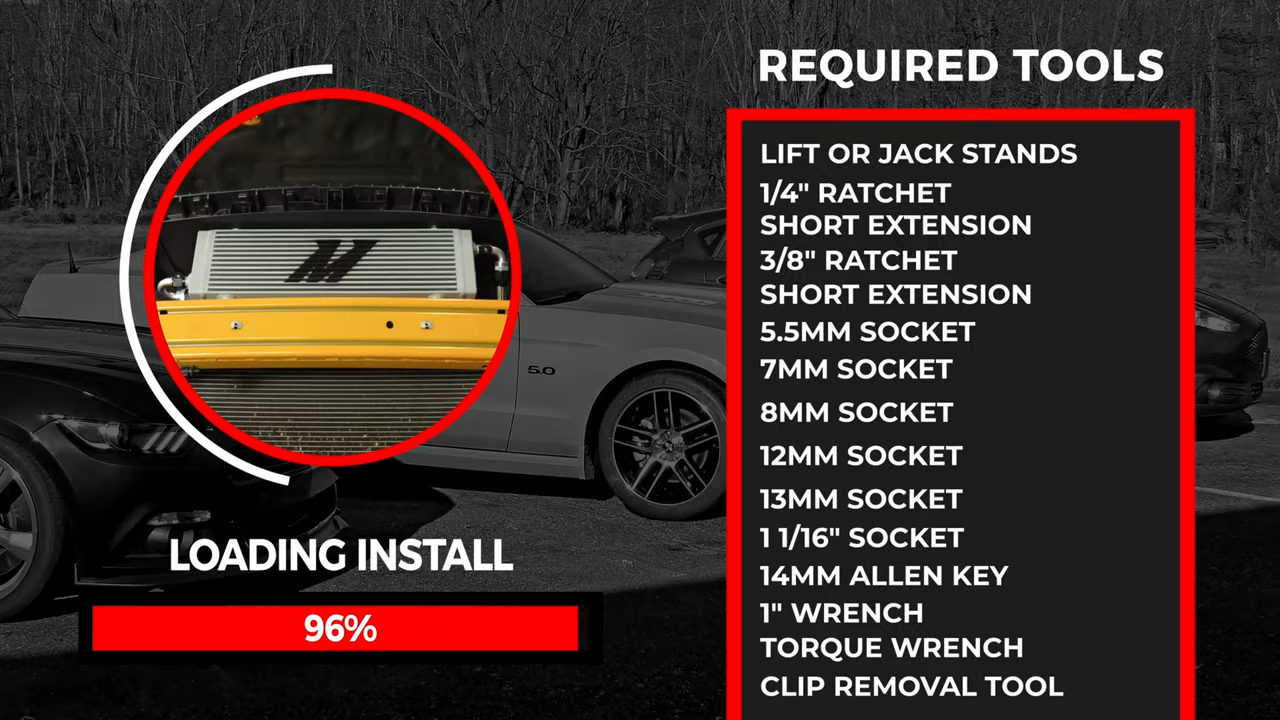 REQUIRED TOOLS
LIFT OR JACK STANDS
1/4" RATCHET
SHORT EXTENSION
3/8" RATCHET
SHORT EXTENSION
5.5MM SOCKET
7MM SOCKET
8MM SOCKET
12MM SOCKET
13MM SOCKET
1 1/16" SOCKET
14MM ALLEN KEY
1" WRENCH
TORQUE WRENCH
CLIP REMOVAL TOOL
5.0
LOADING INSTALL
96%